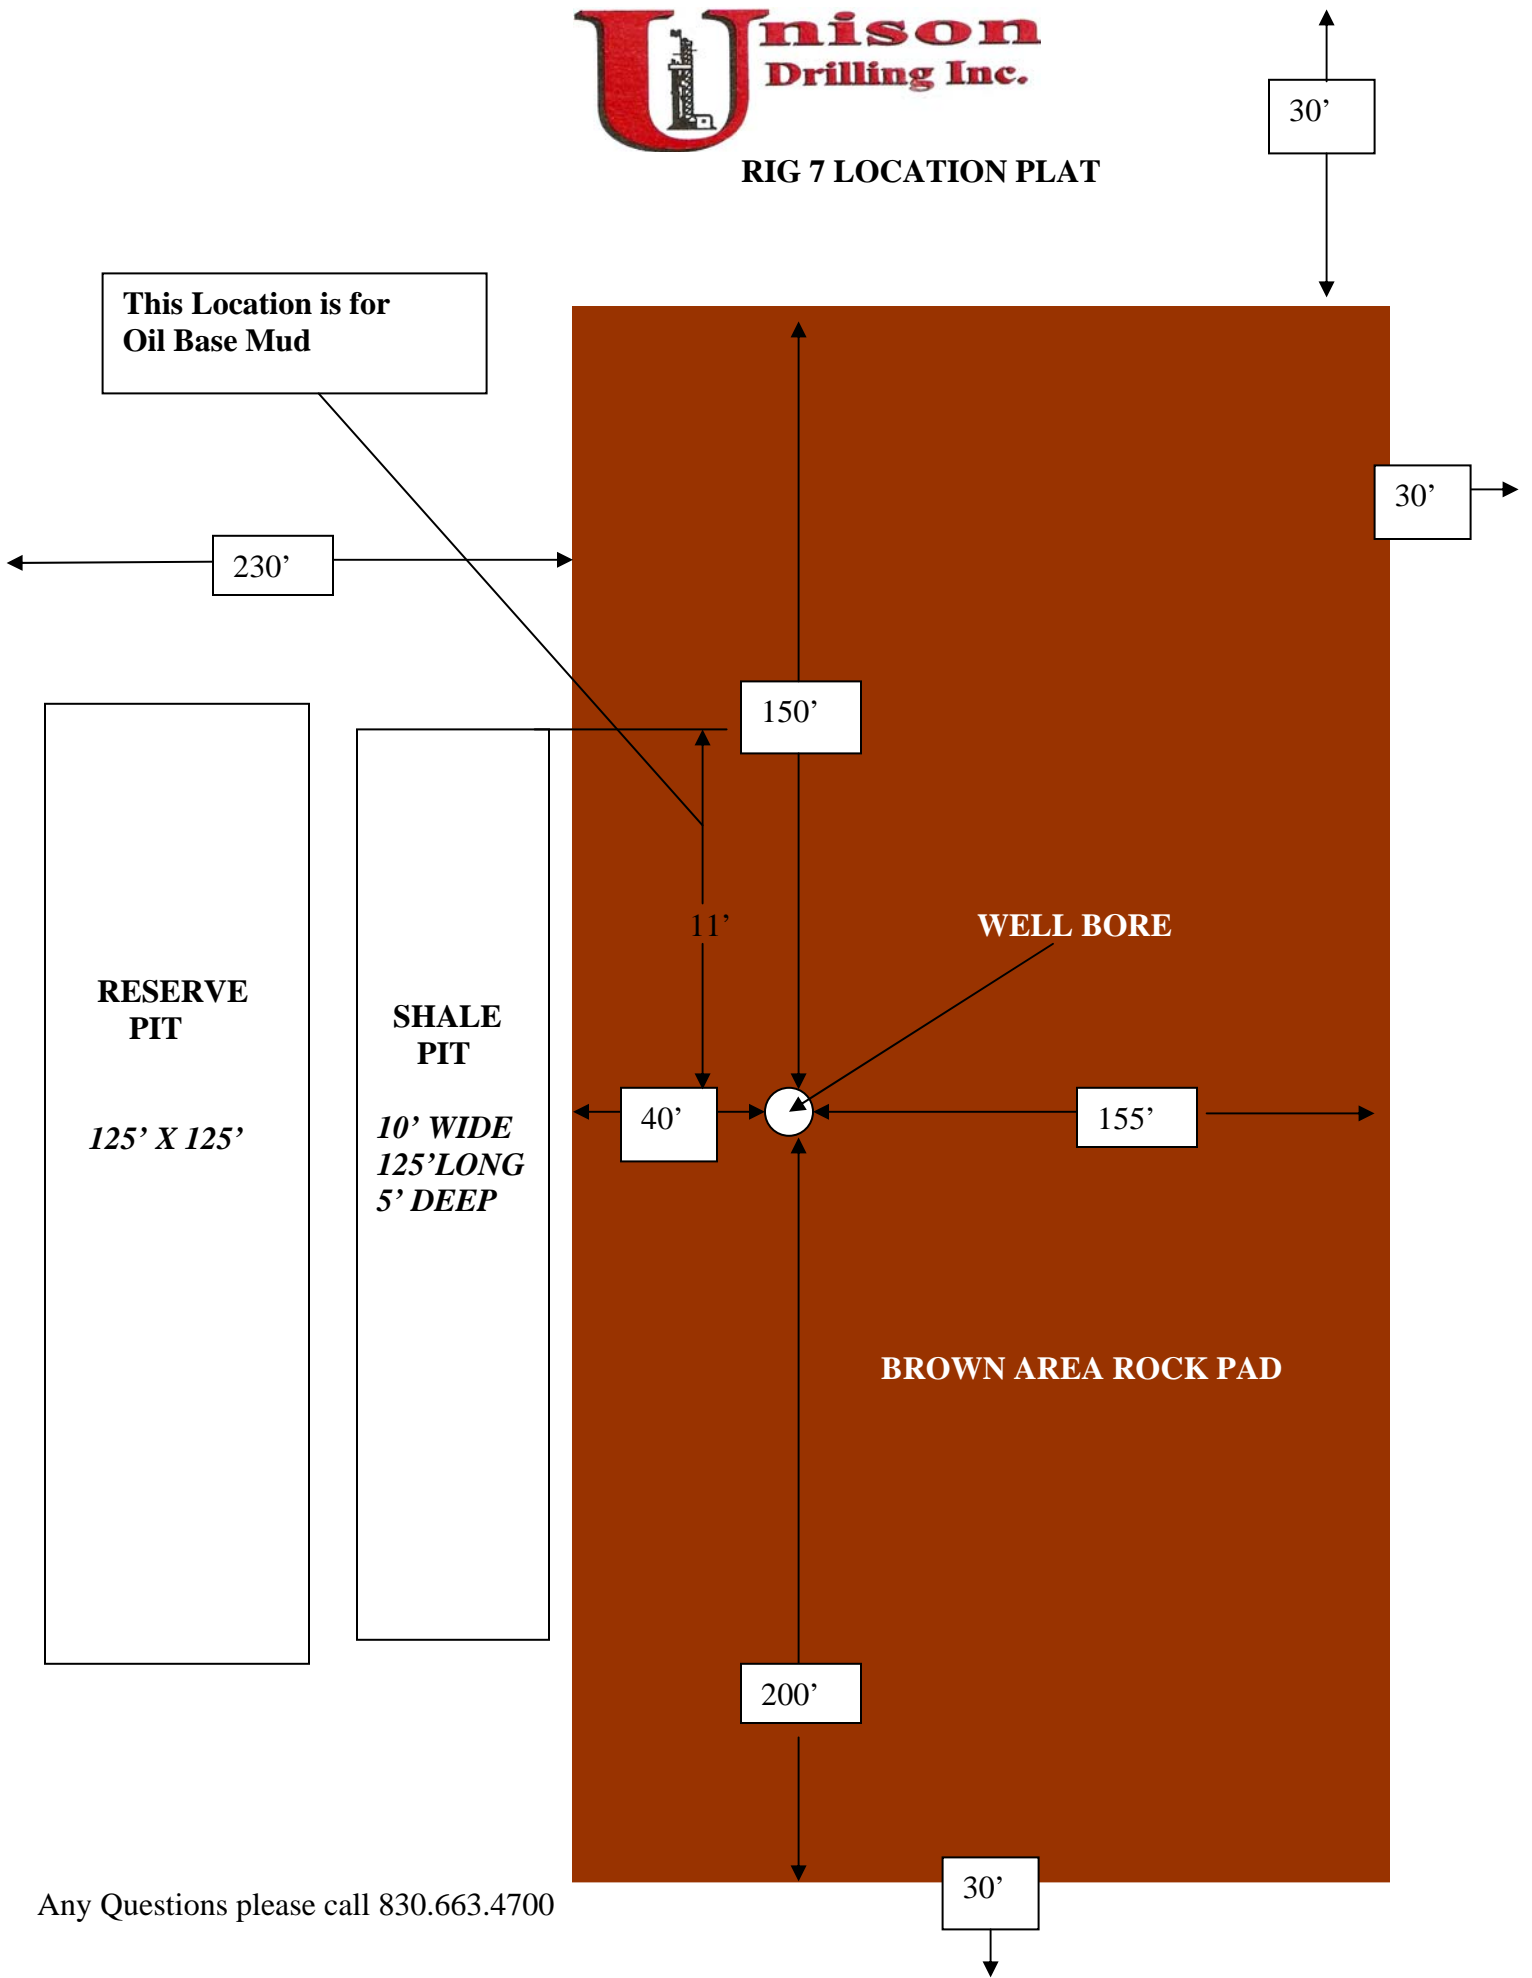 Unison
Drilling Inc.
RIG 7 LOCATION PLAT
30’
This Location is for
Oil Base Mud
30’
230’
150’
11’
WELL BORE
RESERVE
PIT
125’ X 125’
SHALE
PIT
10’ WIDE
125’LONG
5’ DEEP
40’
155’
BROWN AREA ROCK PAD
200’
30’
Any Questions please call 830.663.4700